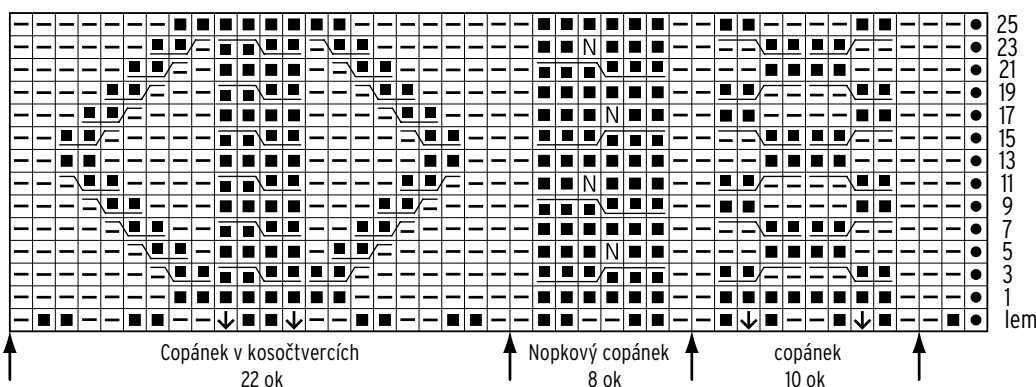 25
23
21
19
17
15
13
11
9
7
5
3
1
lem
N
N
N
N
Copánek v kosočtvercích
22 ok
Nopkový copánek
8 ok
copánek
10 ok